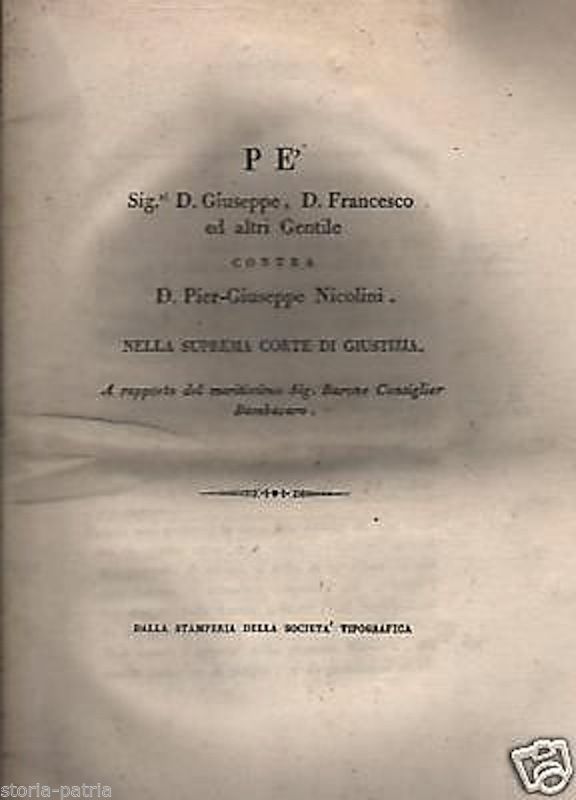 PE'
Sig.ri D. Giuseppe, D. Francesco
ed altri Gentile
CONTRA
D. Pier-Giuseppe Nicolini.
NELLA SUPREMA CORTE DI GIUSTIZIA.
A rapporto del meritissimo Sig. Barone Consiglier
DALLA STAMPERIA DELLA SOCIETA' TIPOGRAFICA
storia-patria